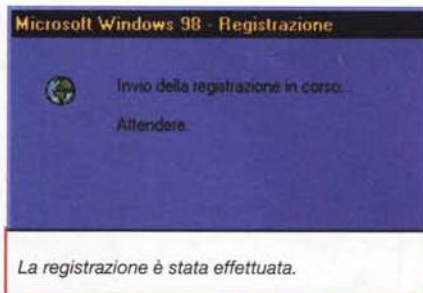 Microsoft Windows 98 - Registrazione
Invio della registrazione in corso...
Attendere.
La registrazione è stata effettuata.